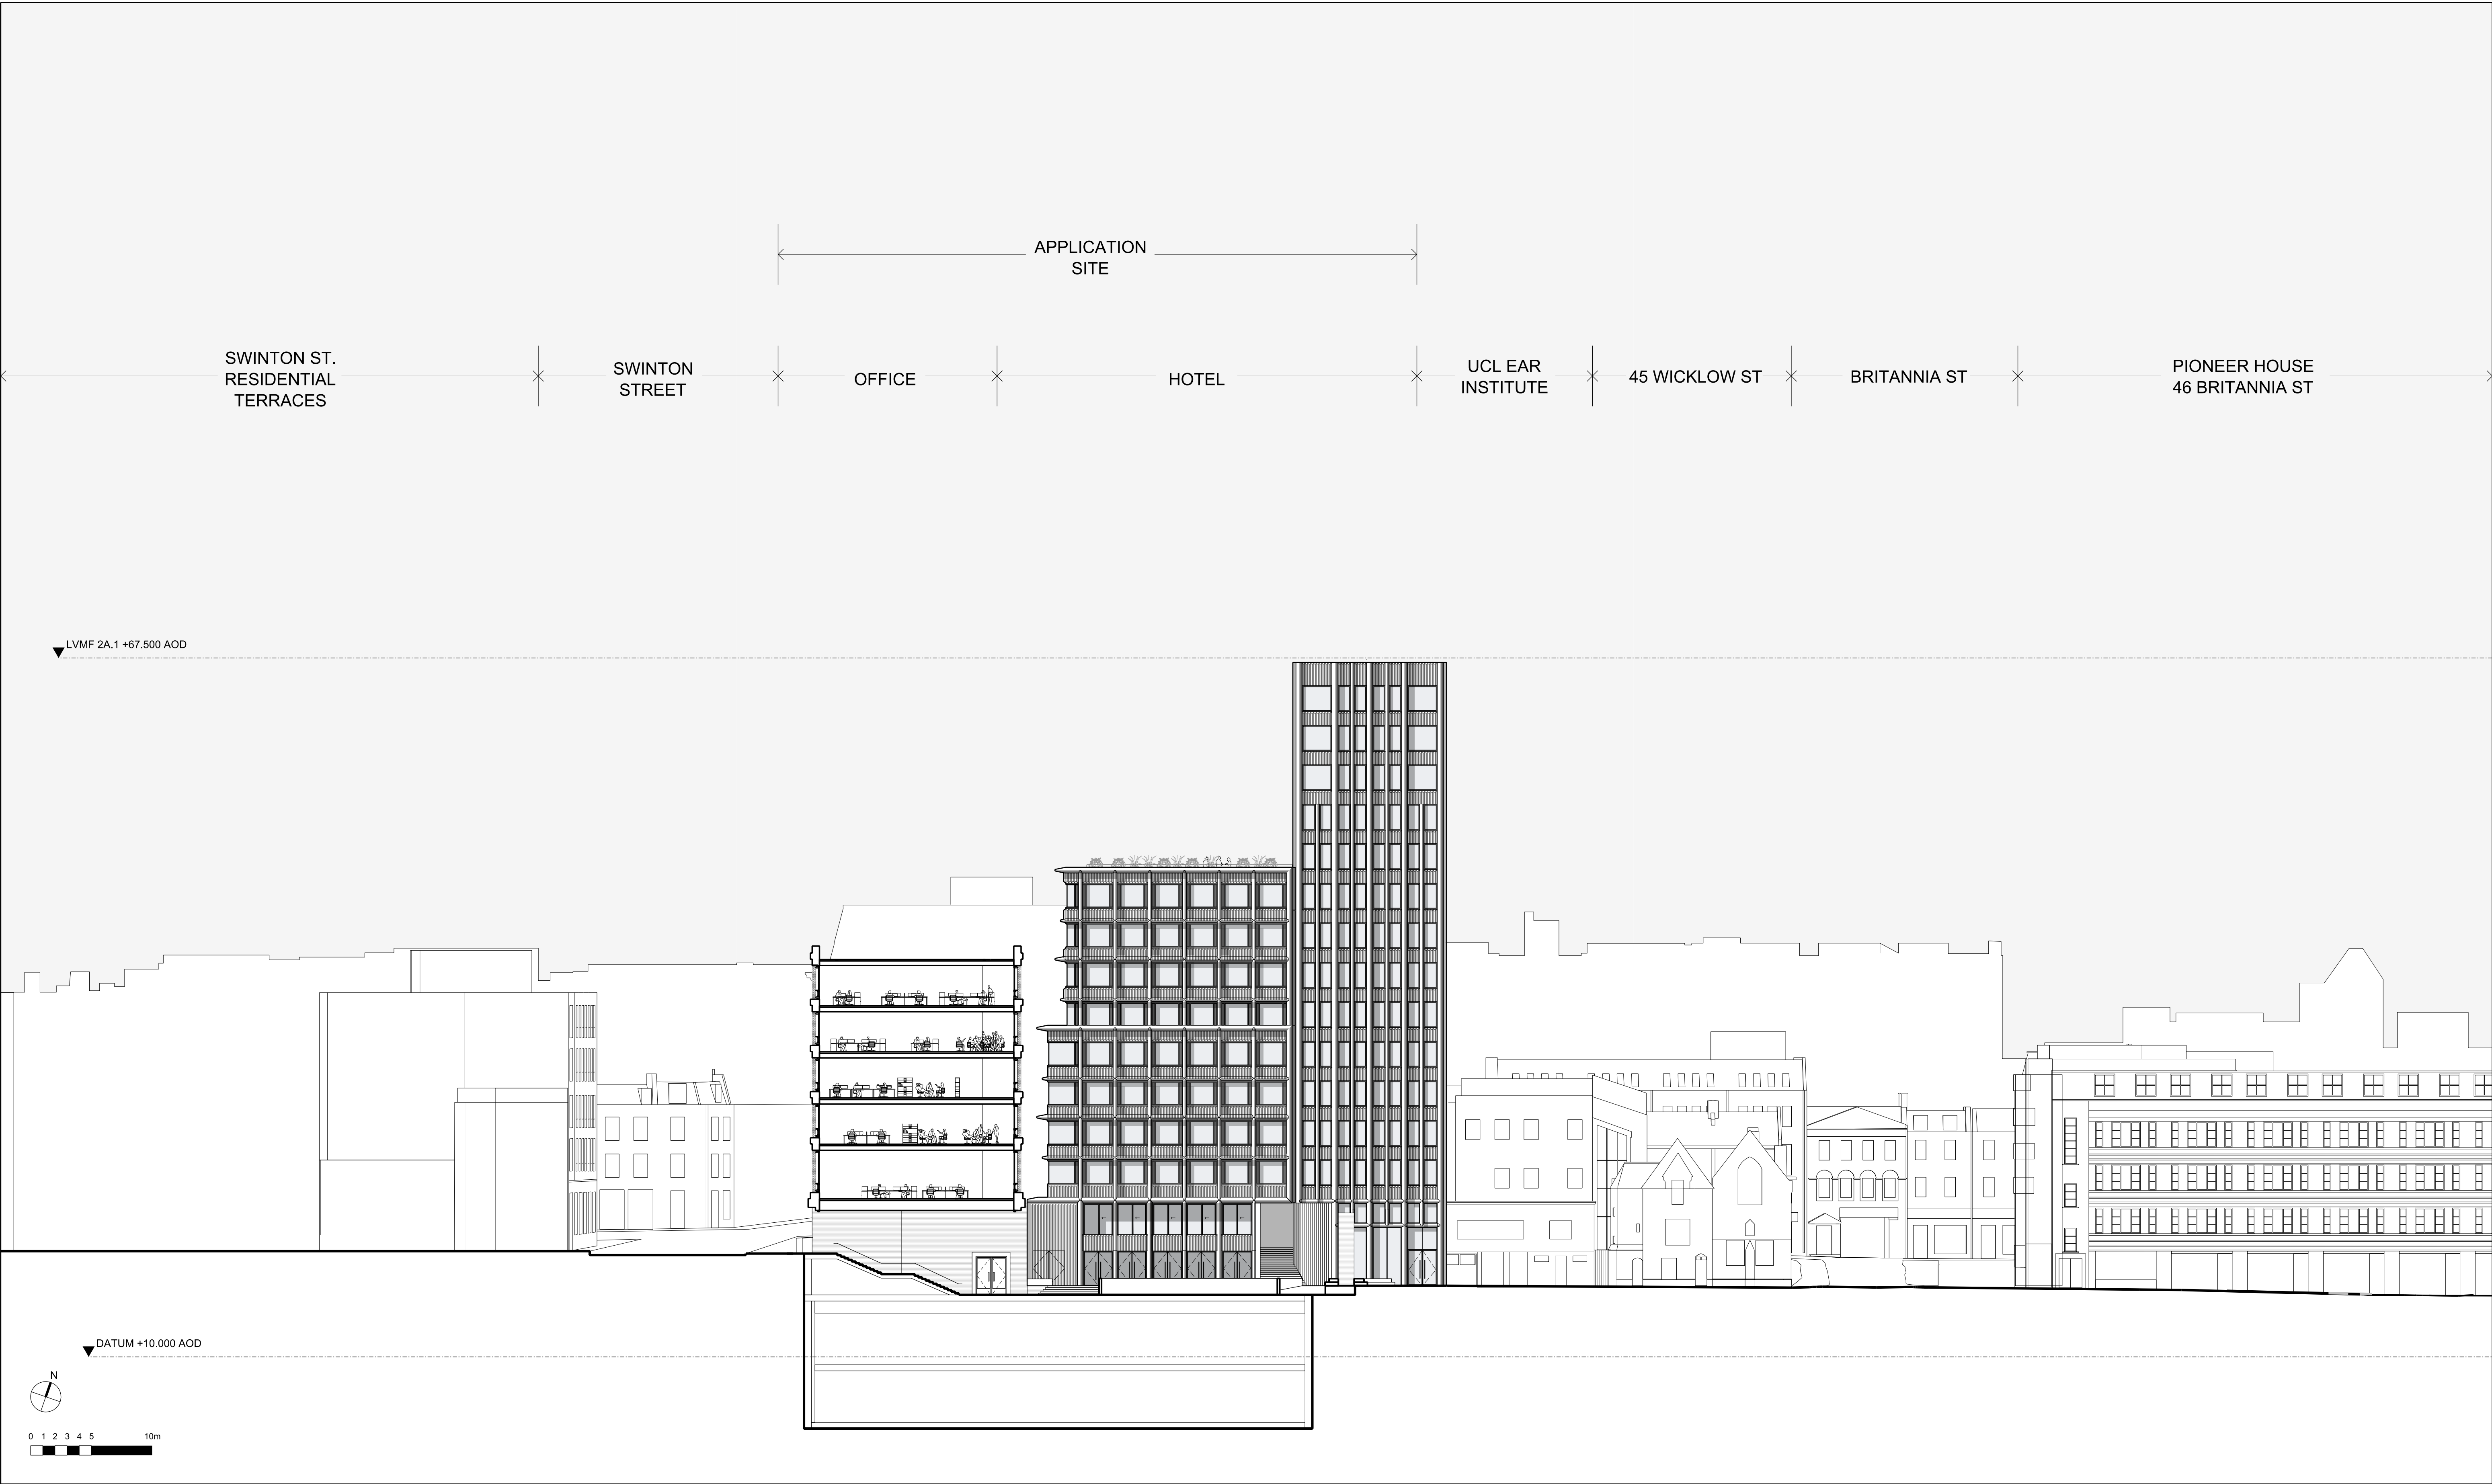 APPLICATION
SITE
SWINTON ST.
RESIDENTIAL
TERRACES
SWINTON
STREET
OFFICE
HOTEL
UCL EAR
INSTITUTE
45 WICKLOW ST
BRITANNIA ST
PIONEER HOUSE
46 BRITANNIA ST
LVMF 2A.1 +67.500 AOD
DATUM +10.000 AOD
N
0 1 2 3 4 5 10m